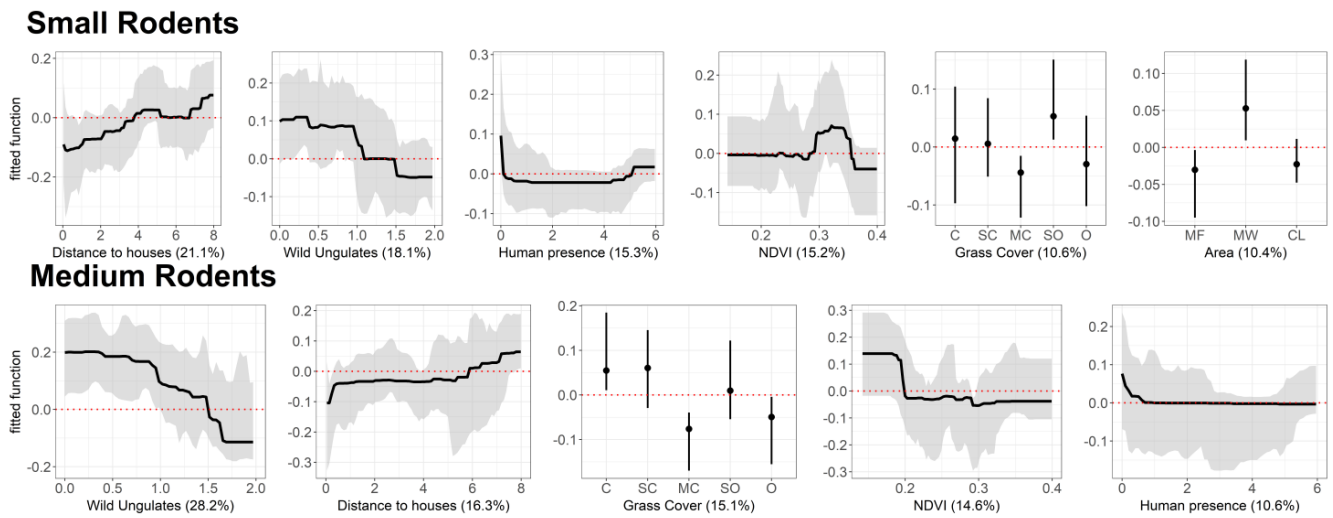 Small Rodents
fitted function
0.2
0.0
-0.2
0 2 4 6 8
Distance to houses (21.1%)
0.2
0.1
0.0
-0.1
0.0 0.5 1.0 1.5 2.0
Wild Ungulates (18.1%)
0.3
0.2
0.1
0.0
-0.1
0 2 4 6
Human presence (15.3%)
0.2
0.1
0.0
-0.1
0.2 0.3 0.4
NDVI (15.2%)
0.1
0.0
-0.1
C SC MC SO O
Grass Cover (10.6%)
0.10
0.05
0.00
-0.05
-0.10
MF MW CL
Area (10.4%)
Medium Rodents
fitted function
0.2
0.0
-0.2
0.0 0.5 1.0 1.5 2.0
Wild Ungulates (28.2%)
0.2
0.1
0.0
-0.1
-0.3
0 2 4 6 8
Distance to houses (16.3%)
0.2
0.1
0.0
-0.1
C SC MC SO O
Grass Cover (15.1%)
0.3
0.2
0.1
0.0
-0.1
-0.2
-0.3
0.2 0.3 0.4
NDVI (14.6%)
0.2
0.1
0.0
-0.1
0 2 4 6
Human presence (10.6%)